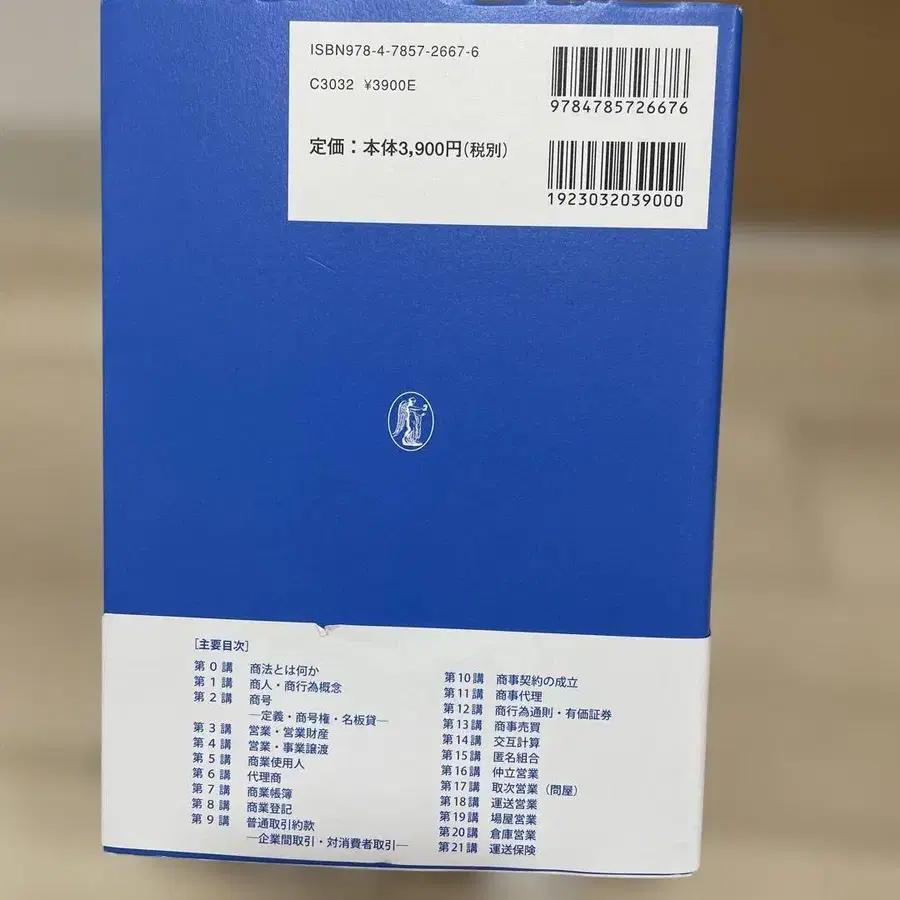 ISBN978-4-7857-2667-6
C3032 ¥3900E
定価：本体3,900円（税別）
9784785726676
1923032039000
［主要目次］
第 0 講 商法とは何か
第 1 講 商人・商行為概念
第 2 講 商号
―定義・商号権・名板貸―
第 3 講 営業・営業財産
第 4 講 営業・事業譲渡
第 5 講 商業使用人
第 6 講 代理商
第 7 講 商業帳簿
第 8 講 商業登記
第 9 講 普通取引約款
―企業間取引・対消費者取引―
第10講 商事契約の成立
第11講 商事代理
第12講 商行為通則・有価証券
第13講 商事売買
第14講 交互計算
第15講 匿名組合
第16講 仲立営業
第17講 取次営業（問屋）
第18講 運送営業
第19講 場屋営業
第20講 倉庫営業
第21講 運送保険